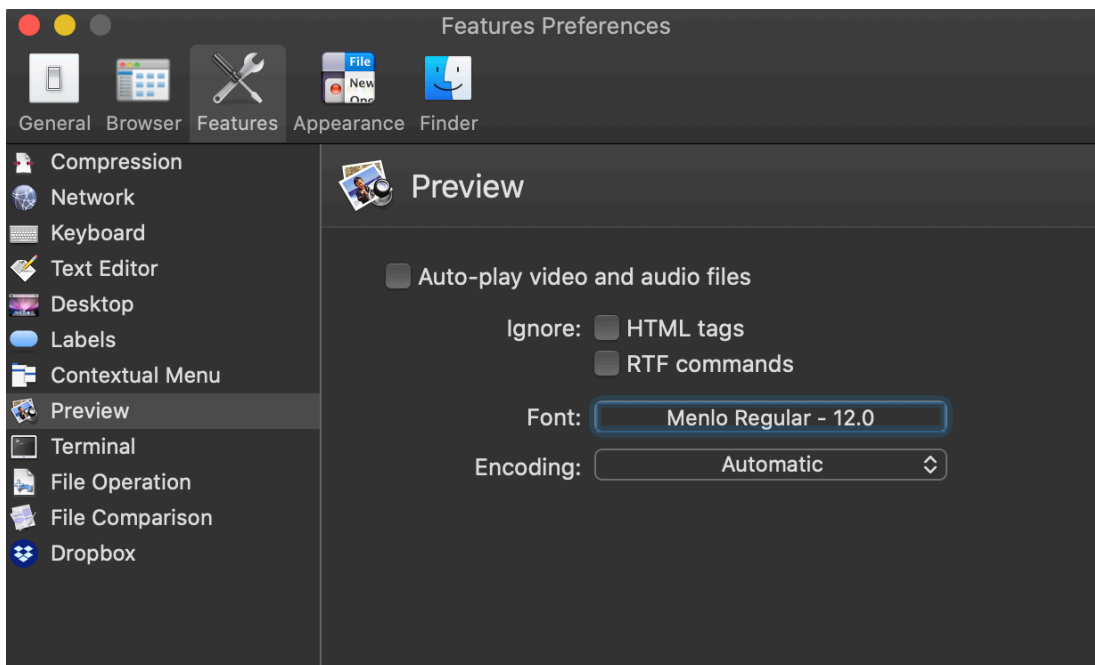 Features Preferences
File
New
General
Browser
Features
Appearance
Finder
Compression
Network
Keyboard
Text Editor
Desktop
Labels
Contextual Menu
Preview
Terminal
File Operation
File Comparison
Dropbox
Preview
Auto-play video and audio files
Ignore: HTML tags
RTF commands
Font: Menlo Regular - 12.0
Encoding: Automatic